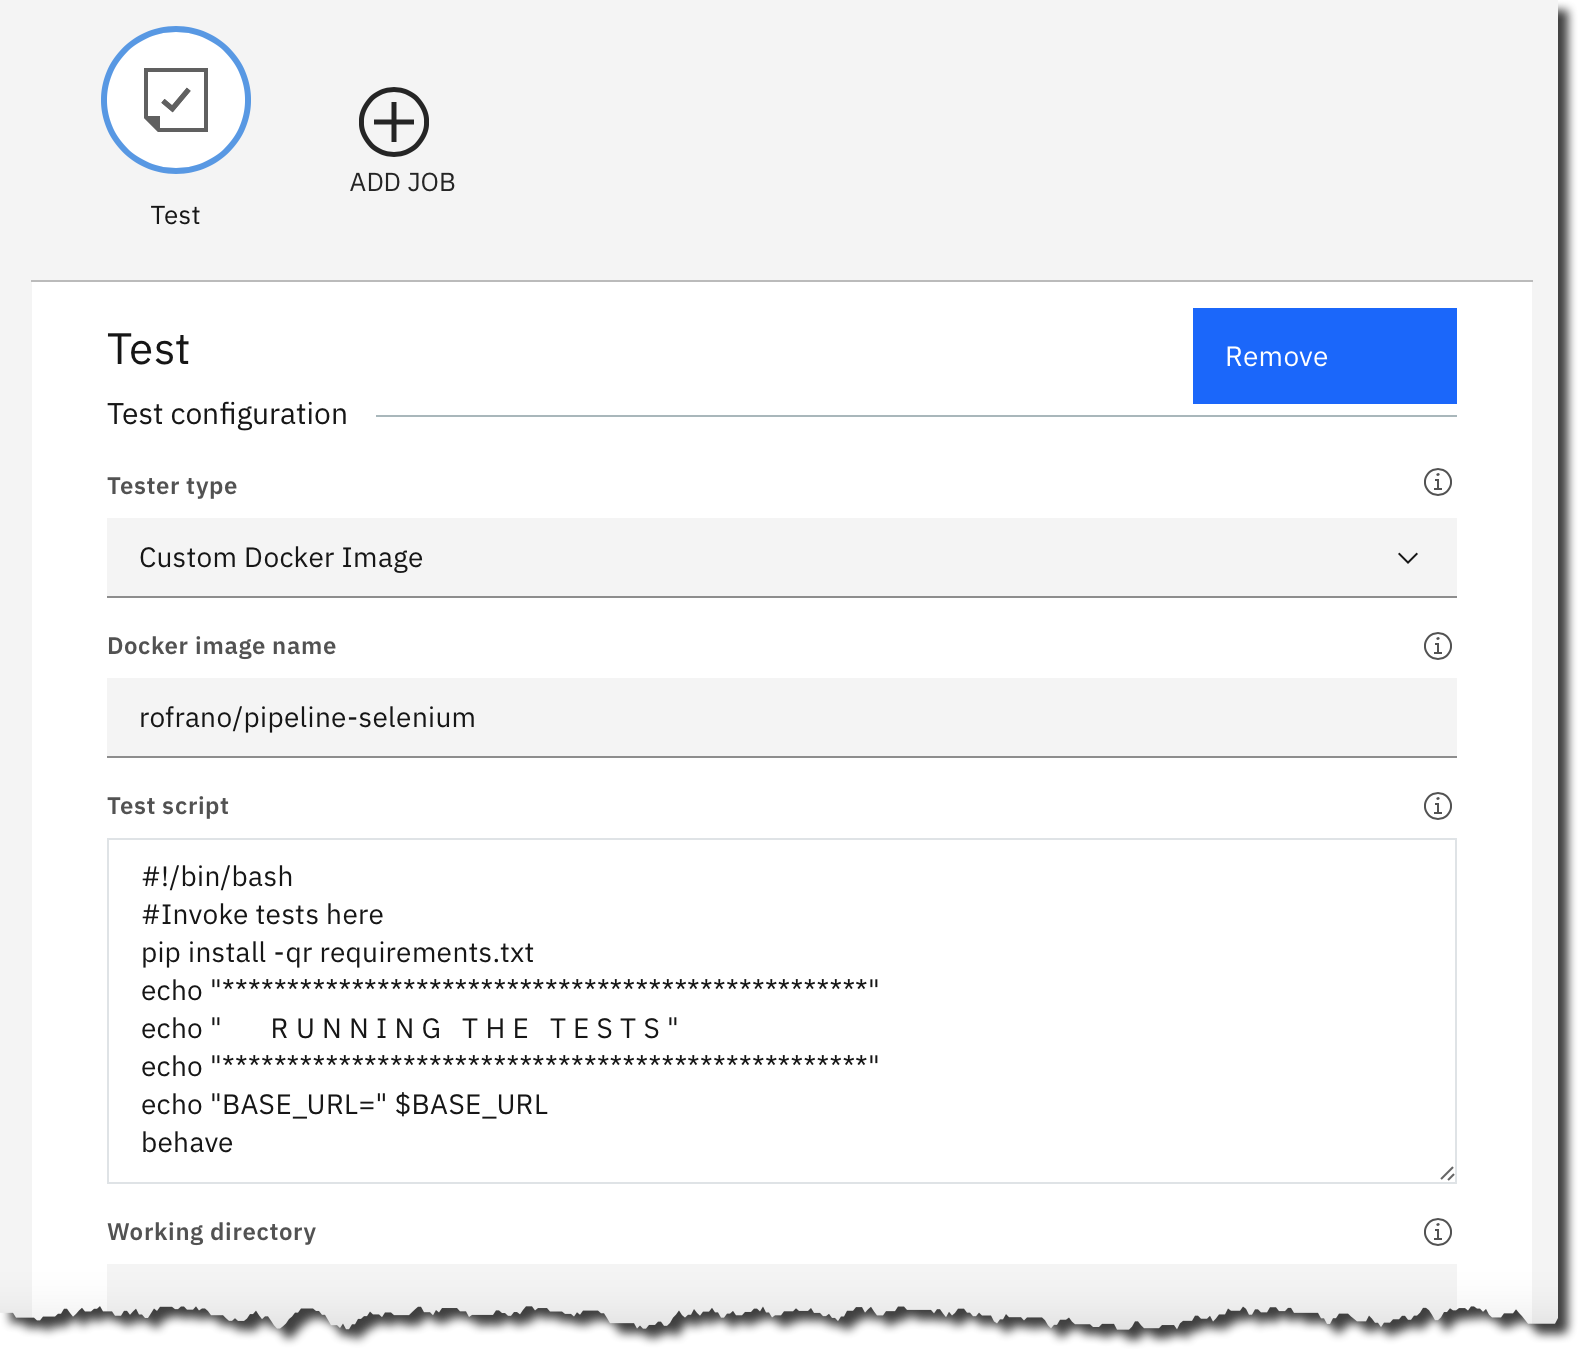 Test
ADD JOB
Test
Remove
Test configuration
Tester type
Custom Docker Image
Docker image name
rofrano/pipeline-selenium
Test script
#!/bin/bash
#Invoke tests here
pip install -qr requirements.txt
echo "**************************************************"
echo "      R U N N I N G   T H E   T E S T S "
echo "**************************************************"
echo "BASE_URL=" $BASE_URL
behave
Working directory